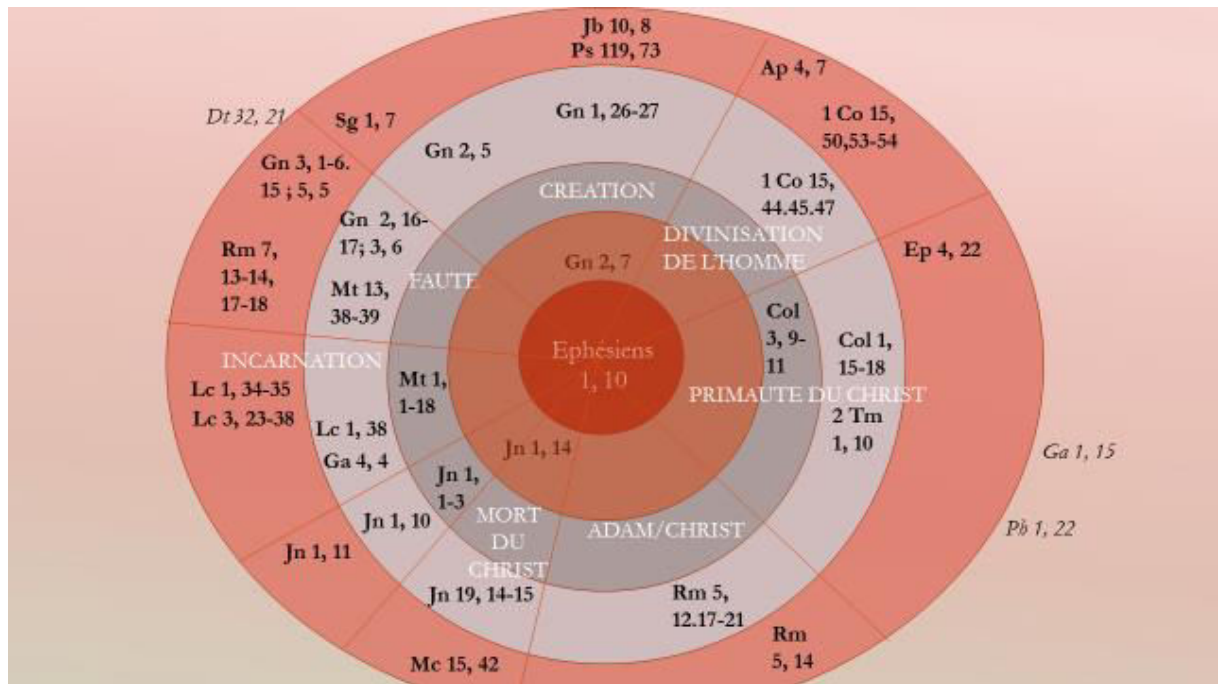 Jb 10, 8
Ps 119, 73
Ap 4, 7
Dt 32, 21
Sg 1, 7
Gn 1, 26-27
1 Co 15,
50,53-54
Gn 2, 5
Gn 3, 1-6.
15 ; 5, 5
CREATION
1 Co 15,
44.45.47
Gn 2, 16-
17; 3, 6
DIVINISATION
DE L'HOMME
Ep 4, 22
Rm 7,
13-14,
17-18
FAUTE
Gn 2, 7
Mt 13,
38-39
Col
3, 9-
11
Ephésiens
1, 10
Col 1,
15-18
INCARNATION
Lc 1, 34-35
Lc 3, 23-38
Mt 1,
1-18
PRIMAUTE DU CHRIST
2 Tm
1, 10
Lc 1, 38
Ga 4, 4
Jn 1, 14
Ga 1, 15
Jn 1,
1-3
Jn 1, 10
MORT
DU
CHRIST
ADAM/CHRIST
Ph 1, 22
Jn 1, 11
Jn 19, 14-15
Rm 5,
12.17-21
Mc 15, 42
Rm
5, 14